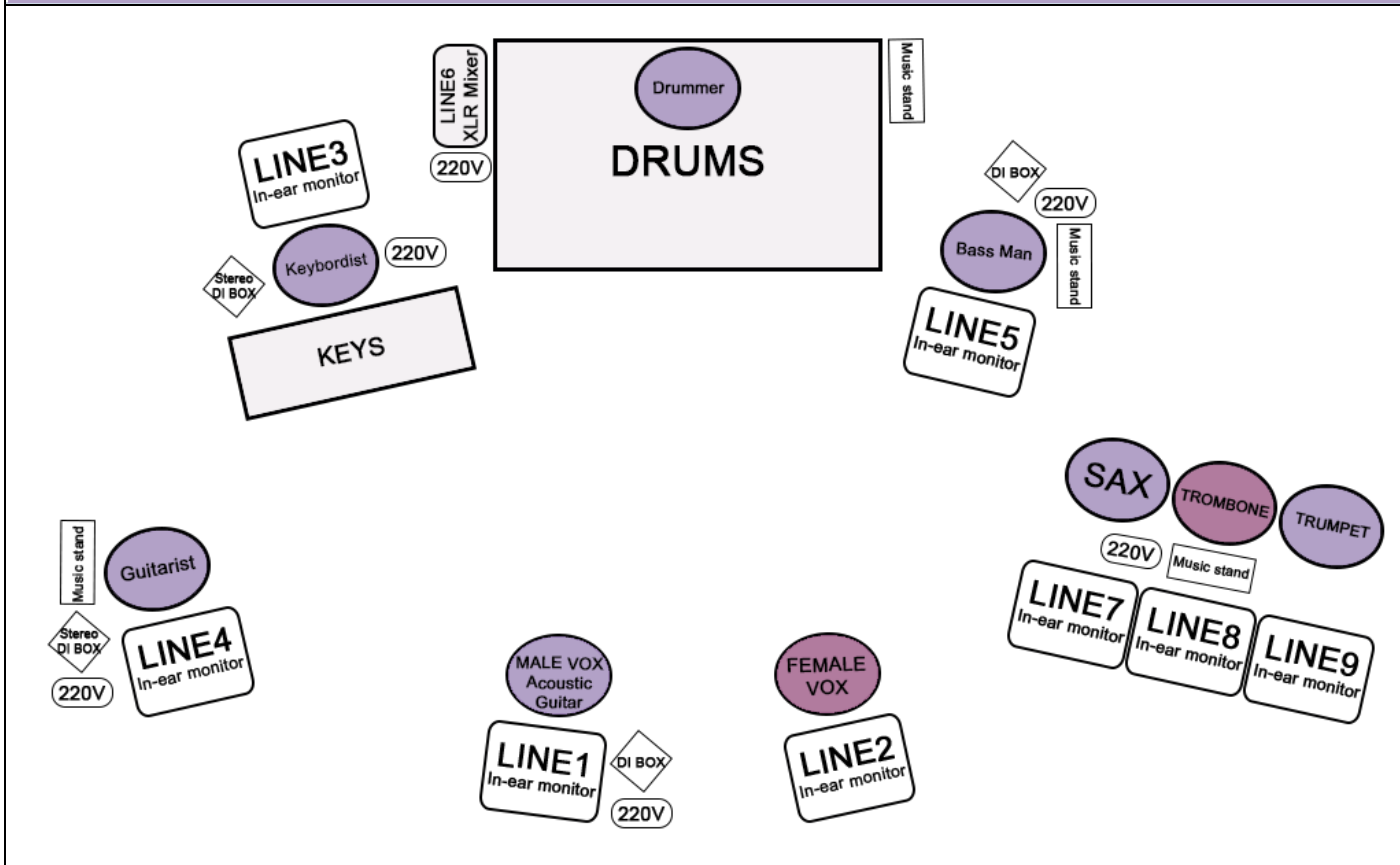 LINE6
XLR Mixer
220V
Drummer
DRUMS
Music stand
LINE3
In-ear monitor
Keybordist
220V
Stereo
DI BOX
KEYS
DI BOX
220V
Bass Man
Music stand
LINE5
In-ear monitor
SAX
TROMBONE
TRUMPET
220V
Music stand
LINE7
In-ear monitor
LINE8
In-ear monitor
LINE9
In-ear monitor
Music stand
Guitarist
Stereo
DI BOX
220V
LINE4
In-ear monitor
MALE VOX
Acoustic
Guitar
LINE1
In-ear monitor
DI BOX
220V
FEMALE
VOX
LINE2
In-ear monitor